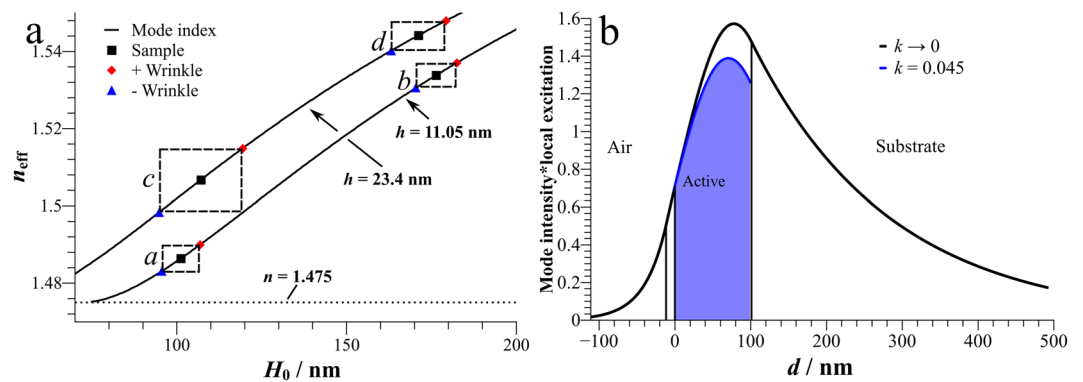 a
Mode index
Sample
+ Wrinkle
- Wrinkle
d
b
h = 11.05 nm
c
h = 23.4 nm
a
n = 1.475
1.54
1.52
1.5
1.48
n_eff
100
150
200
H₀ / nm
b
k → 0
k = 0.045
Air
Active
Substrate
Mode intensity*local excitation
1.6
1.4
1.2
1.0
0.8
0.6
0.4
0.2
0
−100
0
100
200
300
400
500
d / nm